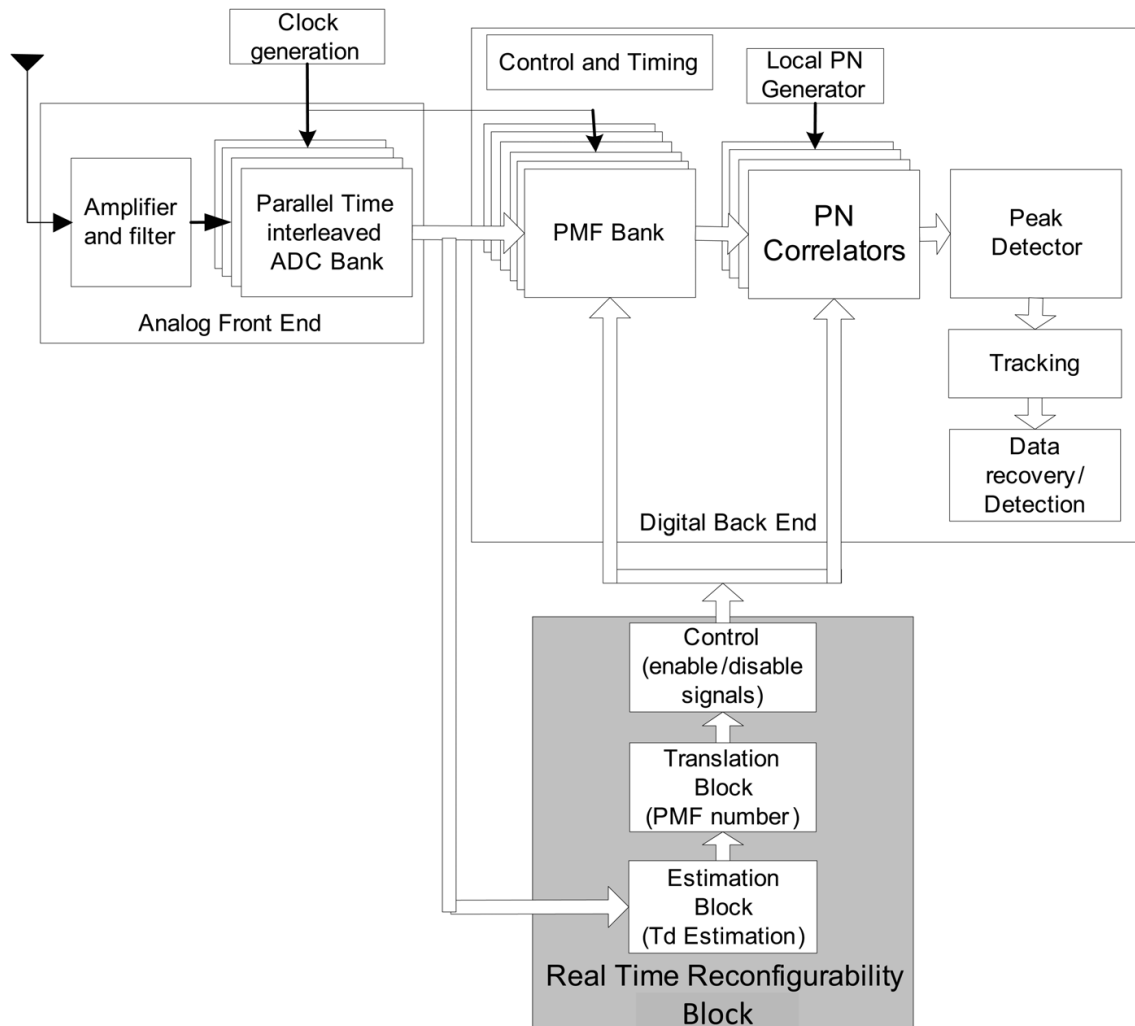 Clock
generation
Control and Timing
Local PN
Generator
Amplifier
and filter
Parallel Time
interleaved
ADC Bank
PMF Bank
PN
Correlators
Peak
Detector
Analog Front End
Tracking
Data
recovery/
Detection
Digital Back End
Control
(enable/disable
signals)
Translation
Block
(PMF number)
Estimation
Block
(Td Estimation)
Real Time Reconfigurability
Block